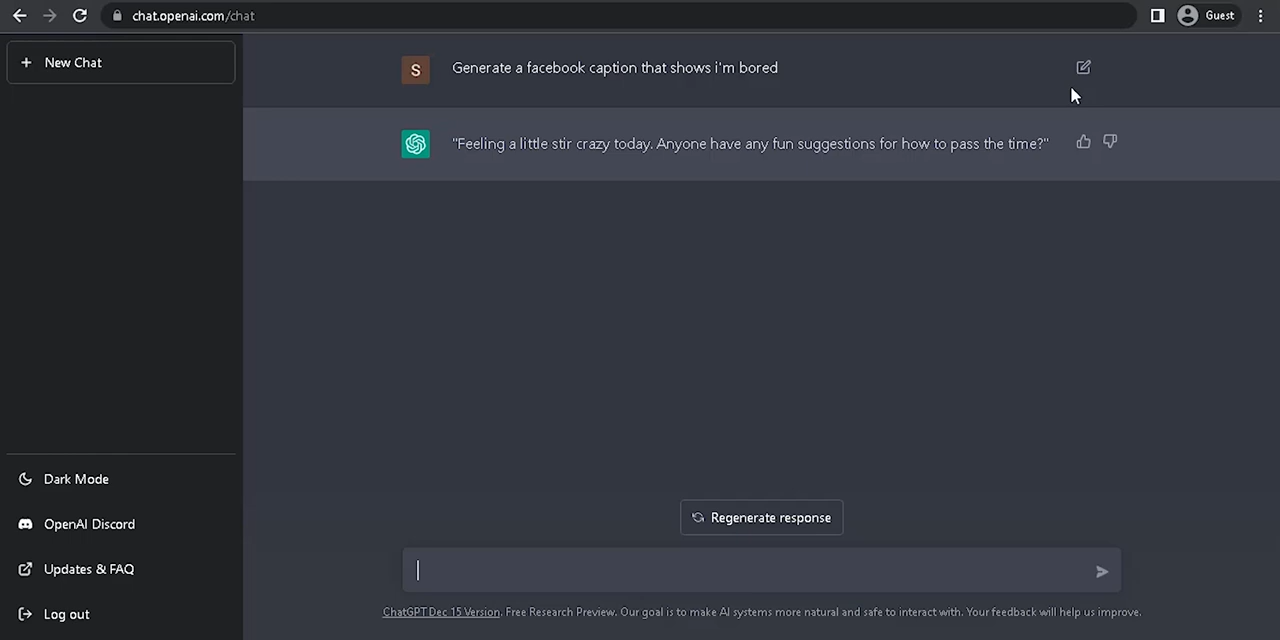 chat.openai.com/chat
Guest
+ New Chat
S
Generate a facebook caption that shows i'm bored
"Feeling a little stir crazy today. Anyone have any fun suggestions for how to pass the time?"
Dark Mode
OpenAI Discord
Updates & FAQ
Log out
Regenerate response
ChatGPT Dec 15 Version. Free Research Preview. Our goal is to make AI systems more natural and safe to interact with. Your feedback will help us improve.